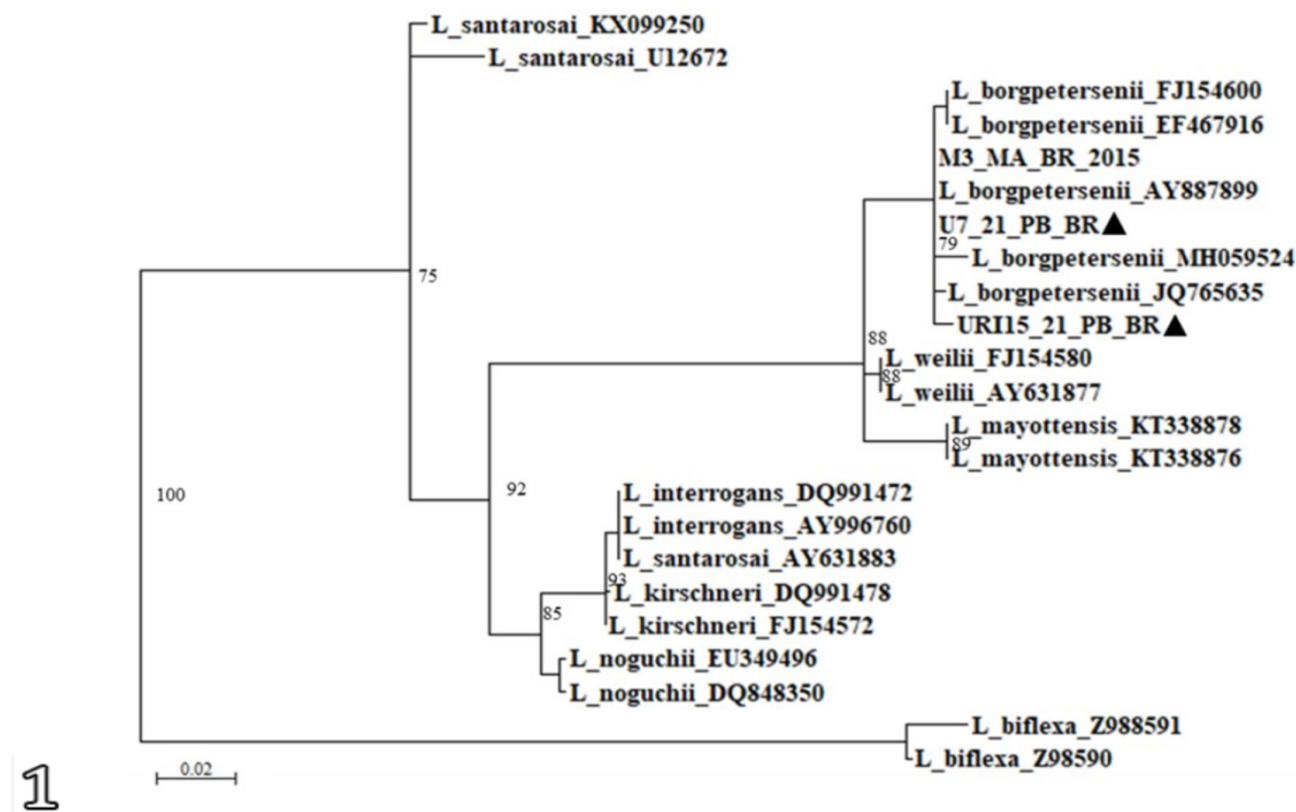 L_santarosai_KX099250
L_santarosai_U12672
L_borgpetersenii_FJ154600
L_borgpetersenii_EF467916
M3_MA_BR_2015
L_borgpetersenii_AY887899
U7_21_PB_BR▲
79
L_borgpetersenii_MH059524
75
L_borgpetersenii_JQ765635
URI15_21_PB_BR▲
88
L_weilii_FJ154580
88
L_weilii_AY631877
L_mayottensis_KT338878
89
L_mayottensis_KT338876
100
92
L_interrogans_DQ991472
L_interrogans_AY996760
L_santarosai_AY631883
93
L_kirschneri_DQ991478
85
L_kirschneri_FJ154572
L_noguchii_EU349496
L_noguchii_DQ848350
L_biflexa_Z988591
L_biflexa_Z98590
0.02
1